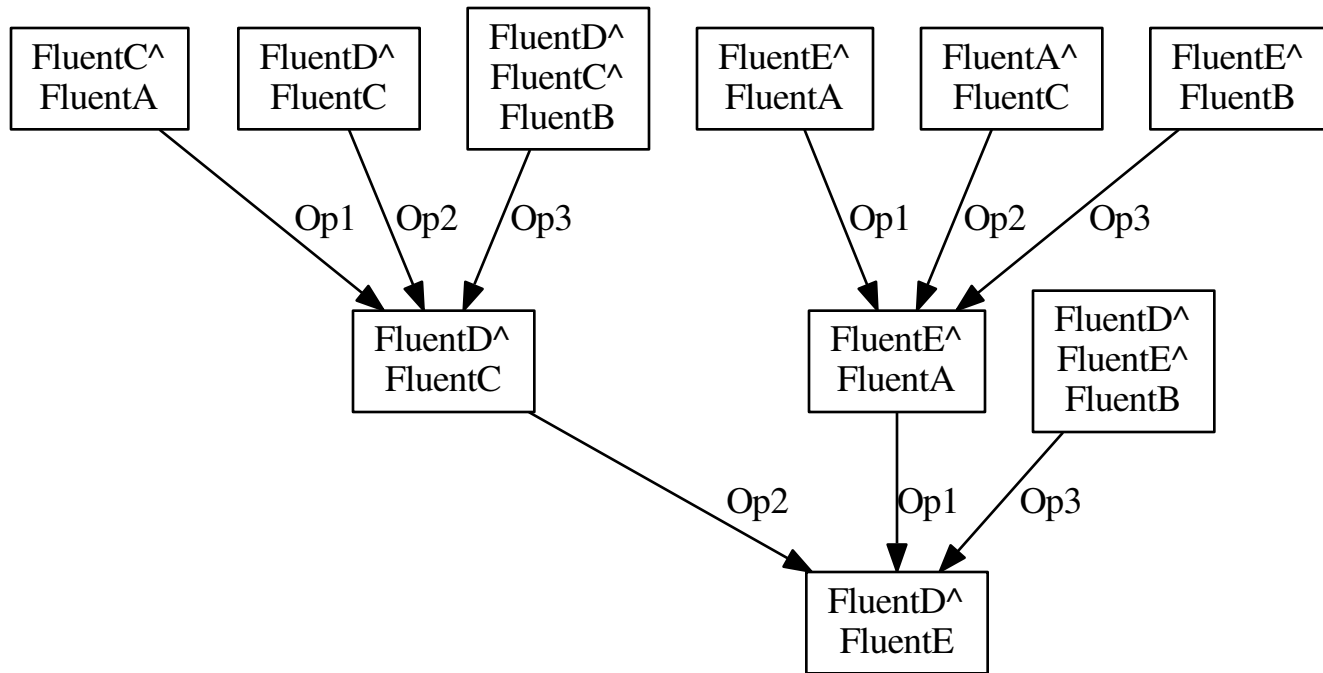 FluentC^
FluentA
FluentD^
FluentC
FluentD^
FluentC^
FluentB
FluentE^
FluentA
FluentA^
FluentC
FluentE^
FluentB
Op1
Op2
Op3
Op1
Op2
Op3
FluentD^
FluentC
FluentE^
FluentA
FluentD^
FluentE^
FluentB
Op2
Op1
Op3
FluentD^
FluentE